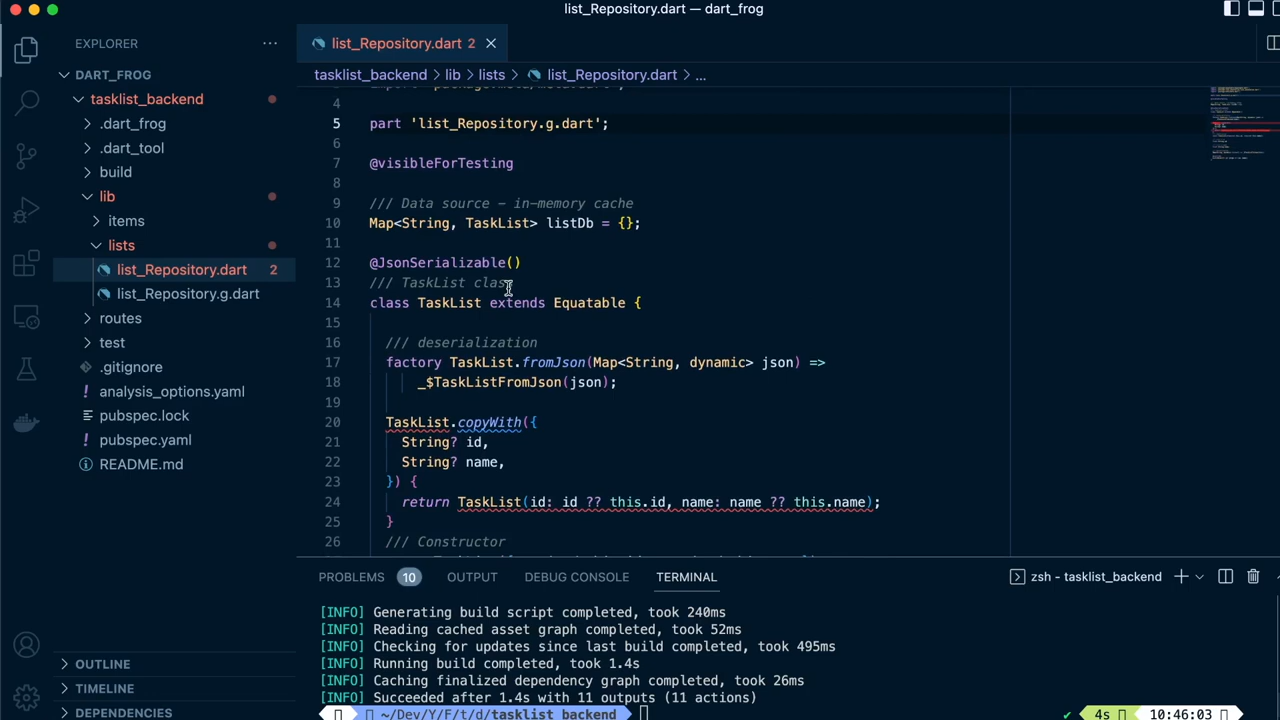 list_Repository.dart — dart_frog
EXPLORER
DART_FROG
tasklist_backend
.dart_frog
.dart_tool
build
lib
items
lists
list_Repository.dart 2
list_Repository.g.dart
routes
test
.gitignore
analysis_options.yaml
pubspec.lock
pubspec.yaml
README.md
OUTLINE
TIMELINE
DEPENDENCIES
list_Repository.dart 2
tasklist_backend > lib > lists > list_Repository.dart > ...
4
5 part 'list_Repository.g.dart';
6
7 @visibleForTesting
8
9 /// Data source - in-memory cache
10 Map<String, TaskList> listDb = {};
11
12 @JsonSerializable()
13 /// TaskList class
14 class TaskList extends Equatable {
15
16 /// deserialization
17 factory TaskList.fromJson(Map<String, dynamic> json) =>
18 _$TaskListFromJson(json);
19
20 TaskList.copyWith({
21 String? id,
22 String? name,
23 }) {
24 return TaskList(id: id ?? this.id, name: name ?? this.name);
25 }
26 /// Constructor
PROBLEMS 10 OUTPUT DEBUG CONSOLE TERMINAL zsh - tasklist_backend
[INFO] Generating build script completed, took 240ms
[INFO] Reading cached asset graph completed, took 52ms
[INFO] Checking for updates since last build completed, took 495ms
[INFO] Running build completed, took 1.4s
[INFO] Caching finalized dependency graph completed, took 26ms
[INFO] Succeeded after 1.4s with 11 outputs (11 actions)
~/Dev/Y/F/t/d/tasklist_backend 4s 10:46:03